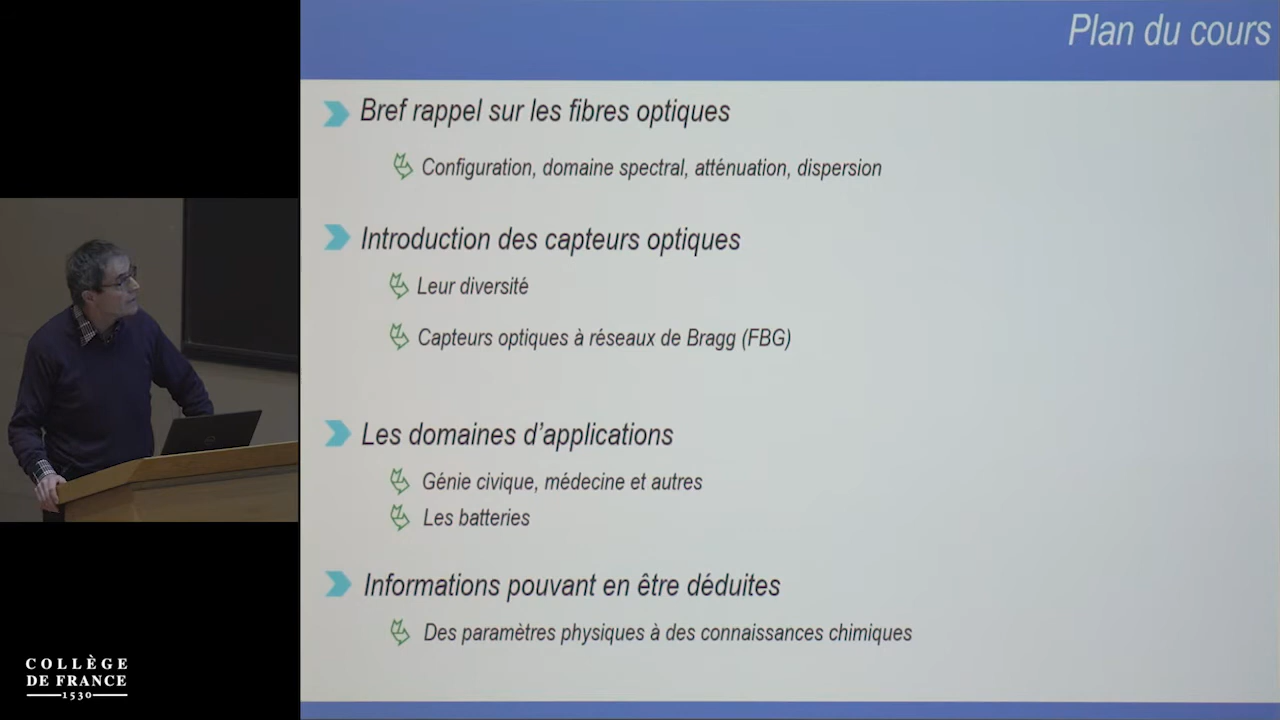 Plan du cours
Bref rappel sur les fibres optiques
Configuration, domaine spectral, atténuation, dispersion
Introduction des capteurs optiques
Leur diversité
Capteurs optiques à réseaux de Bragg (FBG)
Les domaines d'applications
Génie civique, médecine et autres
Les batteries
Informations pouvant en être déduites
Des paramètres physiques à des connaissances chimiques
COLLÈGE
DE FRANCE
1530